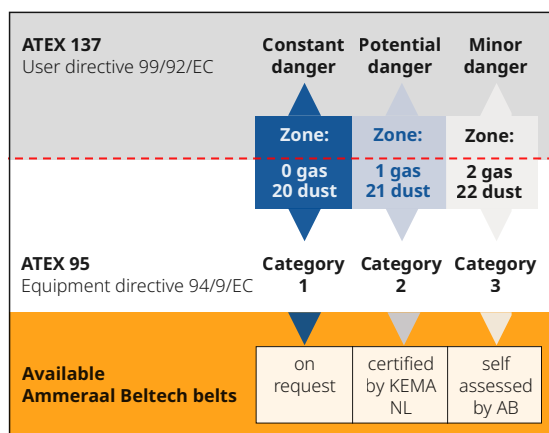 ATEX 137
User directive 99/92/EC
Constant danger
Potential danger
Minor danger
Zone:
0 gas
20 dust
Zone:
1 gas
21 dust
Zone:
2 gas
22 dust
ATEX 95
Equipment directive 94/9/EC
Category
1
Category
2
Category
3
Available
Ammeraal Beltech belts
on
request
certified
by KEMA
NL
self
assessed
by AB